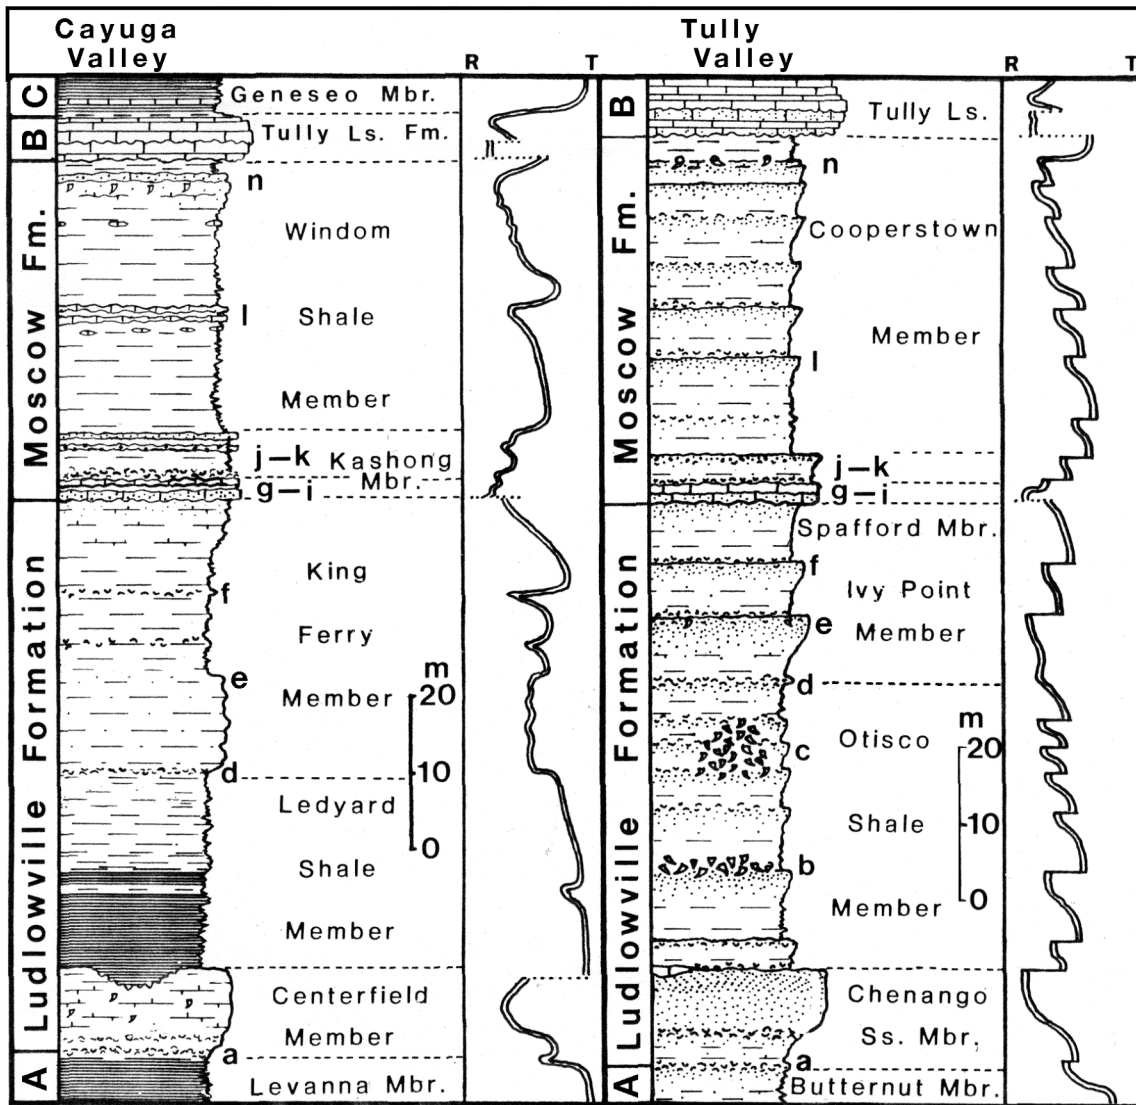 Cayuga
Valley
R T
C
Geneseo Mbr.
B
Tully Ls. Fm.
Moscow Fm.
n
Windom
l
Shale
Member
j—k Kashong
Mbr.
g—i
Ludlowville Formation
King
f
Ferry
e
Member
m
20
10
0
d
Ledyard
Shale
Member
Centerfield
Member
a
A
Levanna Mbr.
Tully
Valley
R T
B
Tully Ls.
Moscow Fm.
n
Cooperstown
Member
l
j—k
g—i
Ludlowville Formation
Spafford Mbr.
f
Ivy Point
e
Member
d
Otisco
c
m
20
10
0
Shale
b
Member
Chenango
Ss. Mbr.
a
A
Butternut Mbr.